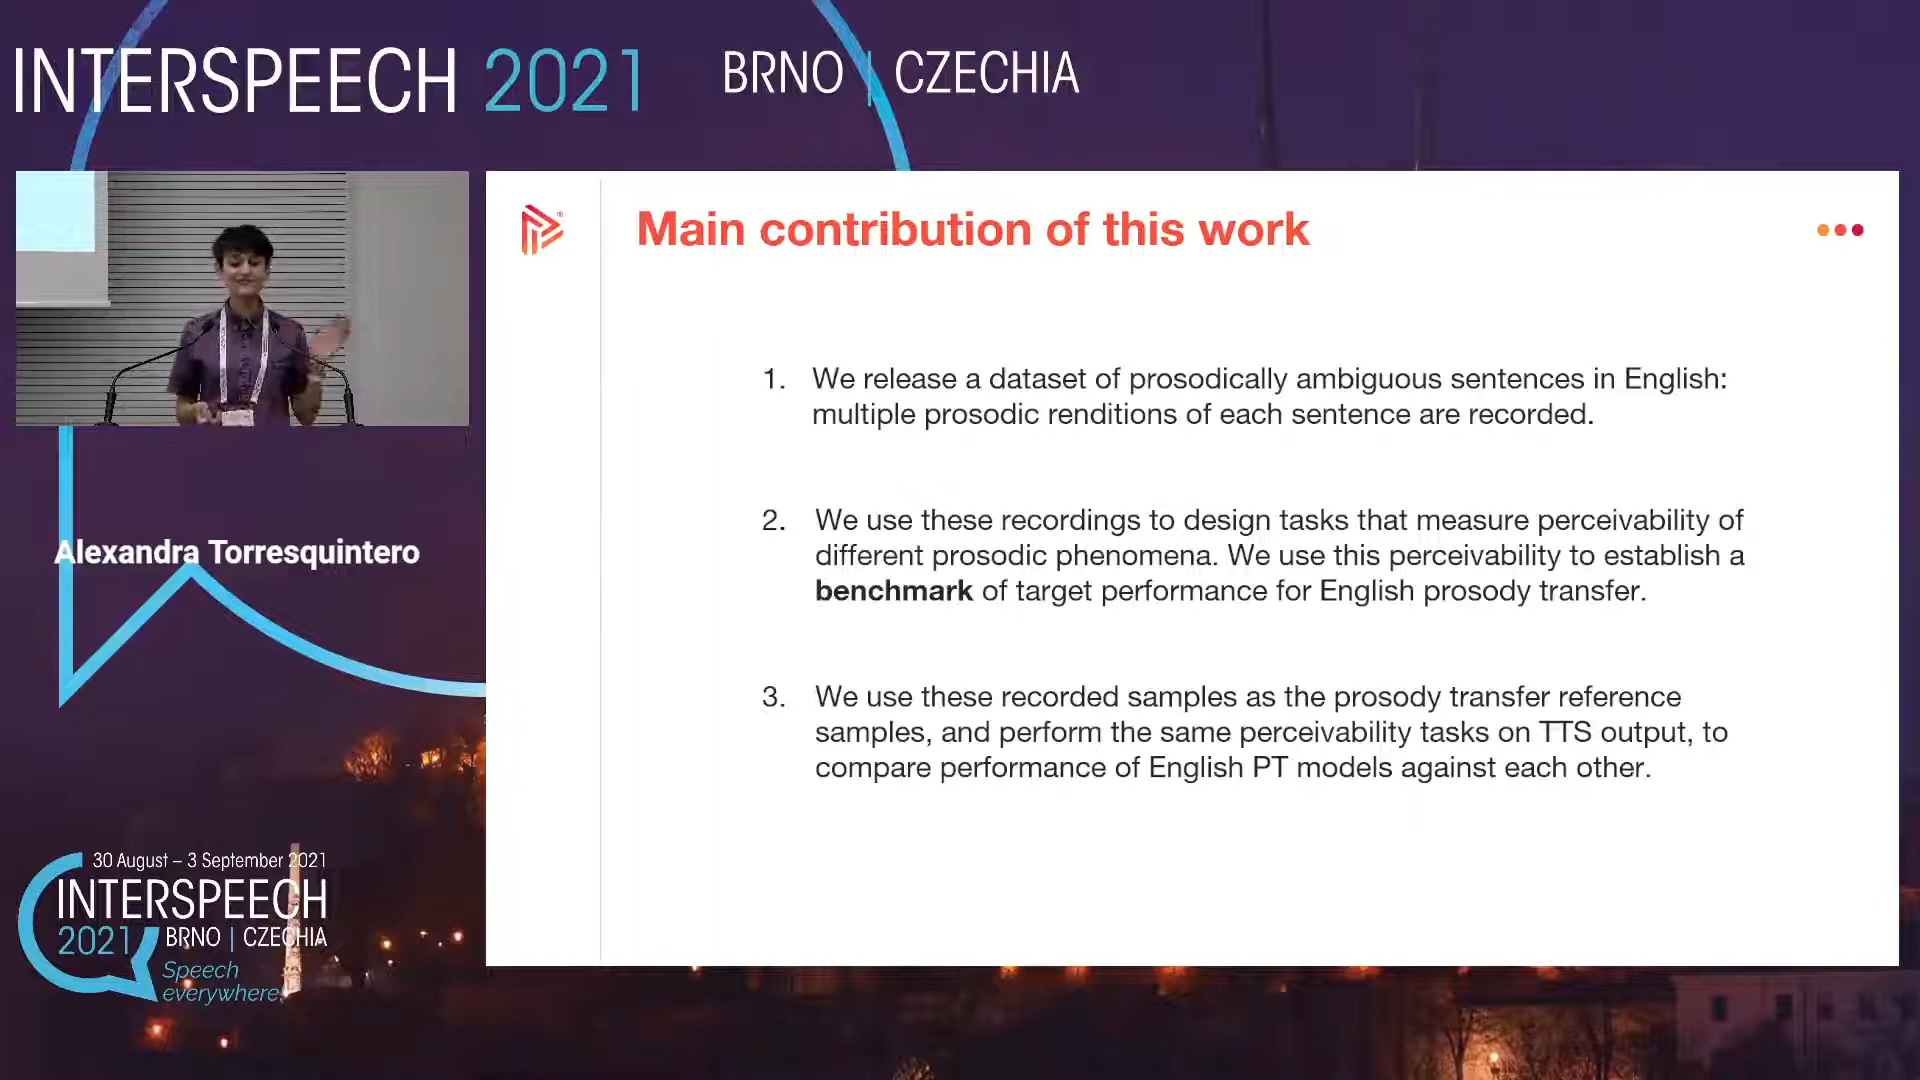 INTERSPEECH 2021
BRNO | CZECHIA
Main contribution of this work
1. We release a dataset of prosodically ambiguous sentences in English:
multiple prosodic renditions of each sentence are recorded.
2. We use these recordings to design tasks that measure perceivability of
different prosodic phenomena. We use this perceivability to establish a
benchmark of target performance for English prosody transfer.
3. We use these recorded samples as the prosody transfer reference
samples, and perform the same perceivability tasks on TTS output, to
compare performance of English PT models against each other.
Alexandra Torresquintero
30 August – 3 September 2021
INTERSPEECH
2021 BRNO | CZECHIA
Speech
everywhere!